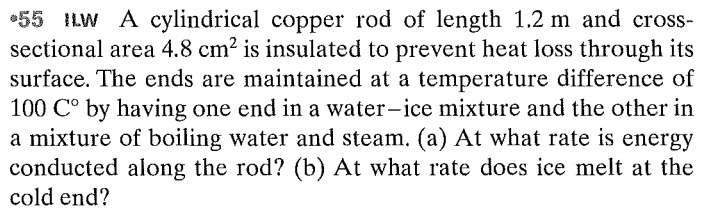 •55 ILW A cylindrical copper rod of length 1.2 m and cross-
sectional area 4.8 cm² is insulated to prevent heat loss through its
surface. The ends are maintained at a temperature difference of
100 C° by having one end in a water–ice mixture and the other in
a mixture of boiling water and steam. (a) At what rate is energy
conducted along the rod? (b) At what rate does ice melt at the
cold end?